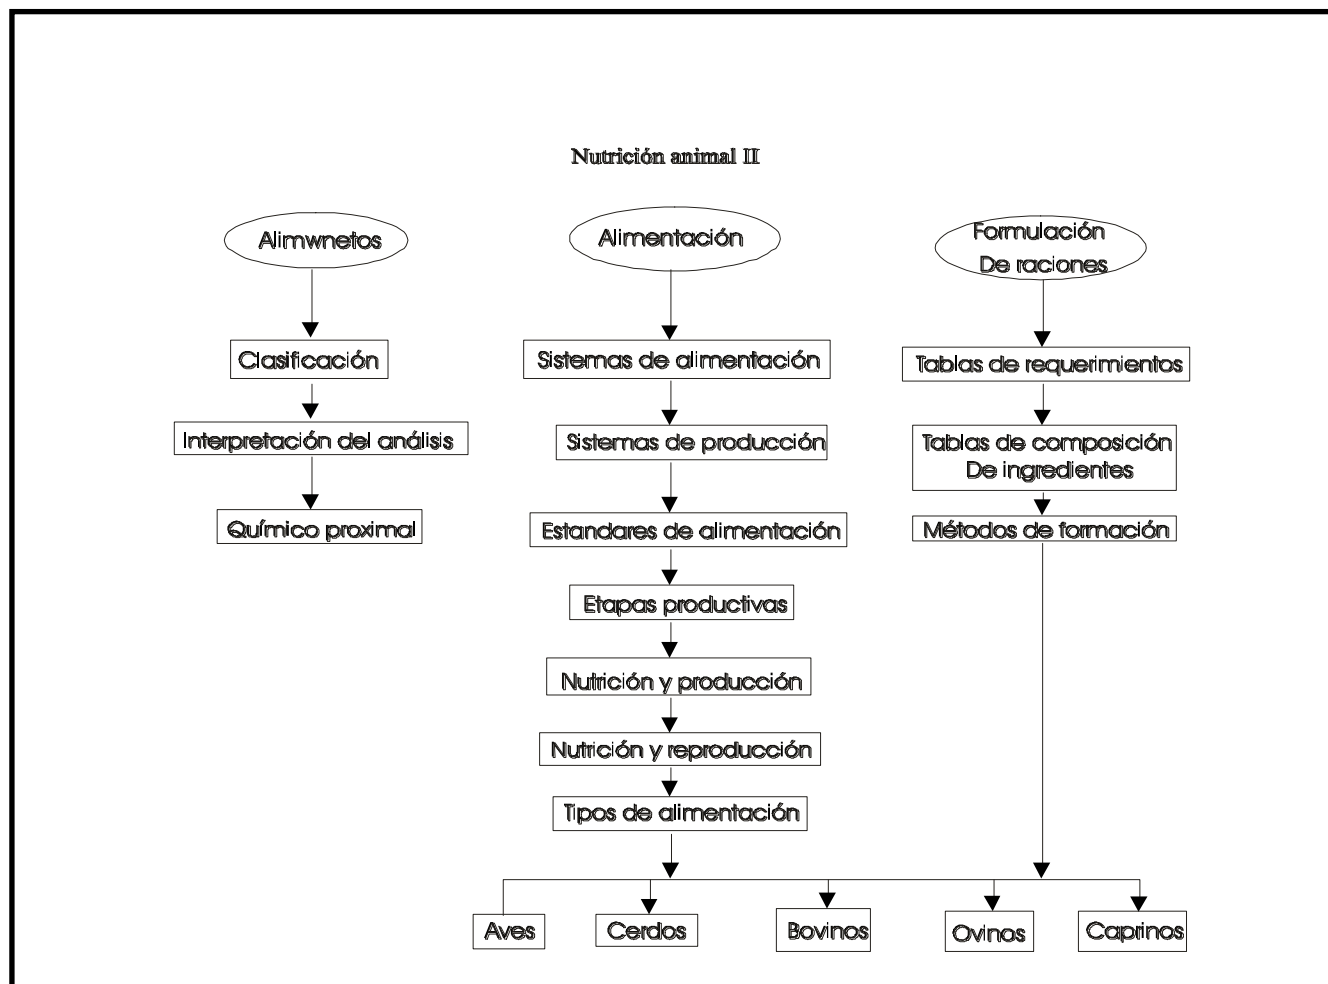 Nutrición animal II
Alimwnetos
Clasificación
Interpretación del análisis
Químico proximal
Alimentación
Sistemas de alimentación
Sistemas de producción
Estandares de alimentación
Etapas productivas
Nutrición y producción
Nutrición y reproducción
Tipos de alimentación
Formulación
De raciones
Tablas de requerimientos
Tablas de composición
De ingredientes
Métodos de formación
Aves
Cerdos
Bovinos
Ovinos
Caprinos